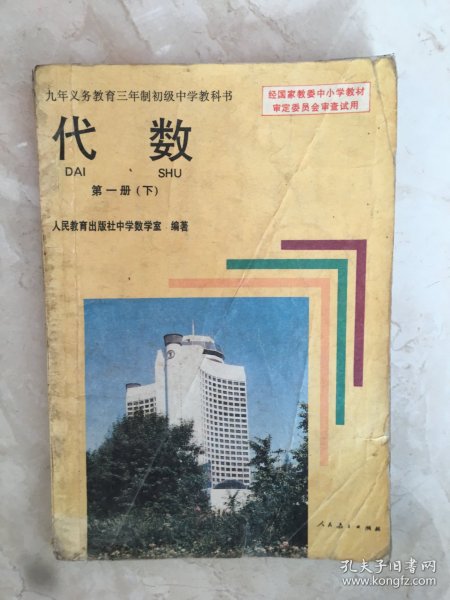 九年义务教育三年制初级中学教科书
经国家教委中小学教材
审定委员会审查试用
代数
DAI SHU
第一册(下)
人民教育出版社中学数学室 编著
人民教育出版社
孔夫子旧书网
www.kongfz.com